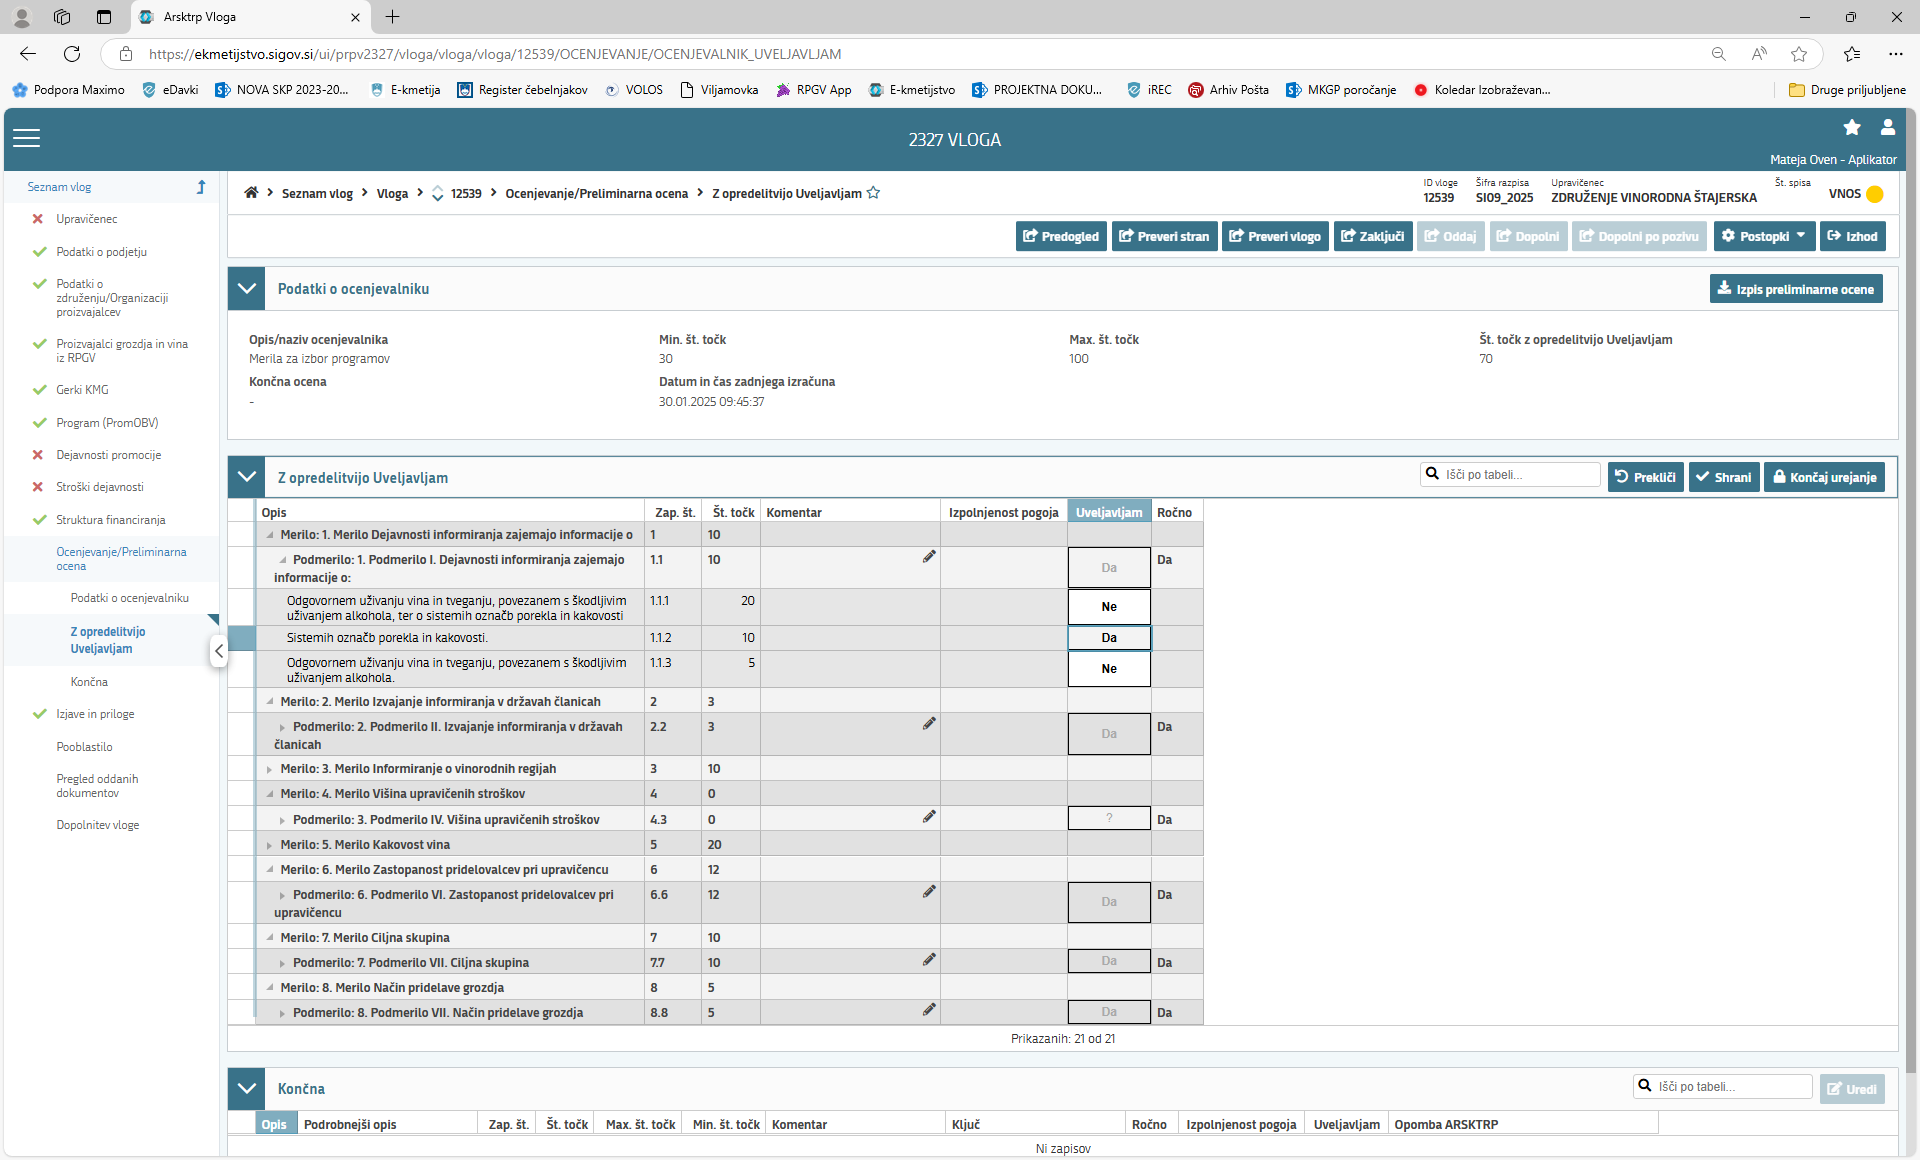 Arsktrp Vloga
https://ekmetijstvo.sigov.si/ui/prpv2327/vloga/vloga/vloga/12539/OCENJEVANJE/OCENJEVALNIK_UVELJAVLJAM
Podpora Maximo eDavki NOVA SKP 2023-20... E-kmetija Register čebelnjakov VOLOS Viljamovka RPGV App E-kmetijstvo PROJEKTNA DOKU... iREC Arhiv Pošta MKGP poročanje Koledar Izobraževan... Druge priljubljene
2327 VLOGA
Mateja Oven - Aplikator
Seznam vlog
Upravičenec
Podatki o podjetju
Podatki o
združenju/Organizaciji
proizvajalcev
Proizvajalci grozdja in vina
iz RPGV
Gerki KMG
Program (PromOBV)
Dejavnosti promocije
Stroški dejavnosti
Struktura financiranja
Ocenjevanje/Preliminarna
ocena
Podatki o ocenjevalniku
Z opredelitvijo
Uveljavljam
Končna
Izjave in priloge
Pooblastilo
Pregled oddanih
dokumentov
Dopolnitev vloge
Seznam vlog Vloga 12539 Ocenjevanje/Preliminarna ocena Z opredelitvijo Uveljavljam
ID vloge Šifra razpisa Upravičenec Št. spisa
12539 SI09_2025 ZDRUŽENJE VINORODNA ŠTAJERSKA VNOS
Predogled Preveri stran Preveri vlogo Zaključi Oddaj Dopolni Dopolni po pozivu Postopki Izhod
Podatki o ocenjevalniku Izpis preliminarne ocene
Opis/naziv ocenjevalnika Min. št. točk Max. št. točk Št. točk z opredelitvijo Uveljavljam
Merila za izbor programov 30 100 70
Končna ocena Datum in čas zadnjega izračuna
- 30.01.2025 09:45:37
Z opredelitvijo Uveljavljam Išči po tabeli... Prekliči Shrani Končaj urejanje
Opis Zap. št. Št. točk Komentar Izpolnjenost pogoja Uveljavljam Ročno
Merilo: 1. Merilo Dejavnosti informiranja zajemajo informacije o 1 10
Podmerilo: 1. Podmerilo I. Dejavnosti informiranja zajemajo 1.1 10 Da Da
informacije o:
Odgovornem uživanju vina in tveganju, povezanem s škodljivim 1.1.1 20 Ne
uživanjem alkohola, ter o sistemih označb porekla in kakovosti
Sistemih označb porekla in kakovosti. 1.1.2 10 Da
Odgovornem uživanju vina in tveganju, povezanem s škodljivim 1.1.3 5 Ne
uživanjem alkohola.
Merilo: 2. Merilo Izvajanje informiranja v državah članicah 2 3
Podmerilo: 2. Podmerilo II. Izvajanje informiranja v državah 2.2 3 Da Da
članicah
Merilo: 3. Merilo Informiranje o vinorodnih regijah 3 10
Merilo: 4. Merilo Višina upravičenih stroškov 4 0
Podmerilo: 3. Podmerilo IV. Višina upravičenih stroškov 4.3 0 ? Da
Merilo: 5. Merilo Kakovost vina 5 20
Merilo: 6. Merilo Zastopanost pridelovalcev pri upravičencu 6 12
Podmerilo: 6. Podmerilo VI. Zastopanost pridelovalcev pri 6.6 12 Da Da
upravičencu
Merilo: 7. Merilo Ciljna skupina 7 10
Podmerilo: 7. Podmerilo VII. Ciljna skupina 7.7 10 Da Da
Merilo: 8. Merilo Način pridelave grozdja 8 5
Podmerilo: 8. Podmerilo VII. Način pridelave grozdja 8.8 5 Da Da
Prikazanih: 21 od 21
Končna Išči po tabeli... Uredi
Opis Podrobnejši opis Zap. št. Št. točk Max. št. točk Min. št. točk Komentar Ključ Ročno Izpolnjenost pogoja Uveljavljam Opomba ARSKTRP
Ni zapisov